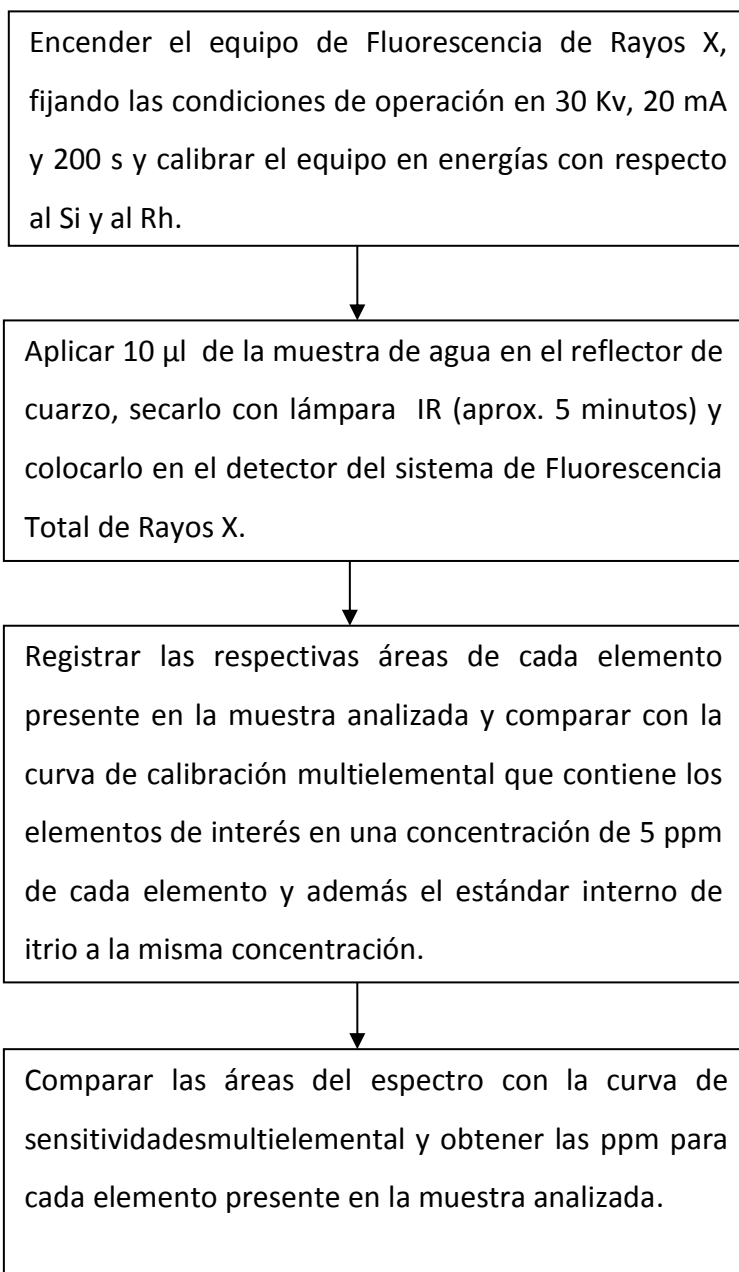 Encender el equipo de Fluorescencia de Rayos X,
fijando las condiciones de operación en 30 Kv, 20 mA
y 200 s y calibrar el equipo en energías con respecto
al Si y al Rh.
Aplicar 10 µl de la muestra de agua en el reflector de
cuarzo, secarlo con lámpara IR (aprox. 5 minutos) y
colocarlo en el detector del sistema de Fluorescencia
Total de Rayos X.
Registrar las respectivas áreas de cada elemento
presente en la muestra analizada y comparar con la
curva de calibración multielemental que contiene los
elementos de interés en una concentración de 5 ppm
de cada elemento y además el estándar interno de
itrio a la misma concentración.
Comparar las áreas del espectro con la curva de
sensitividadesmultielemental y obtener las ppm para
cada elemento presente en la muestra analizada.